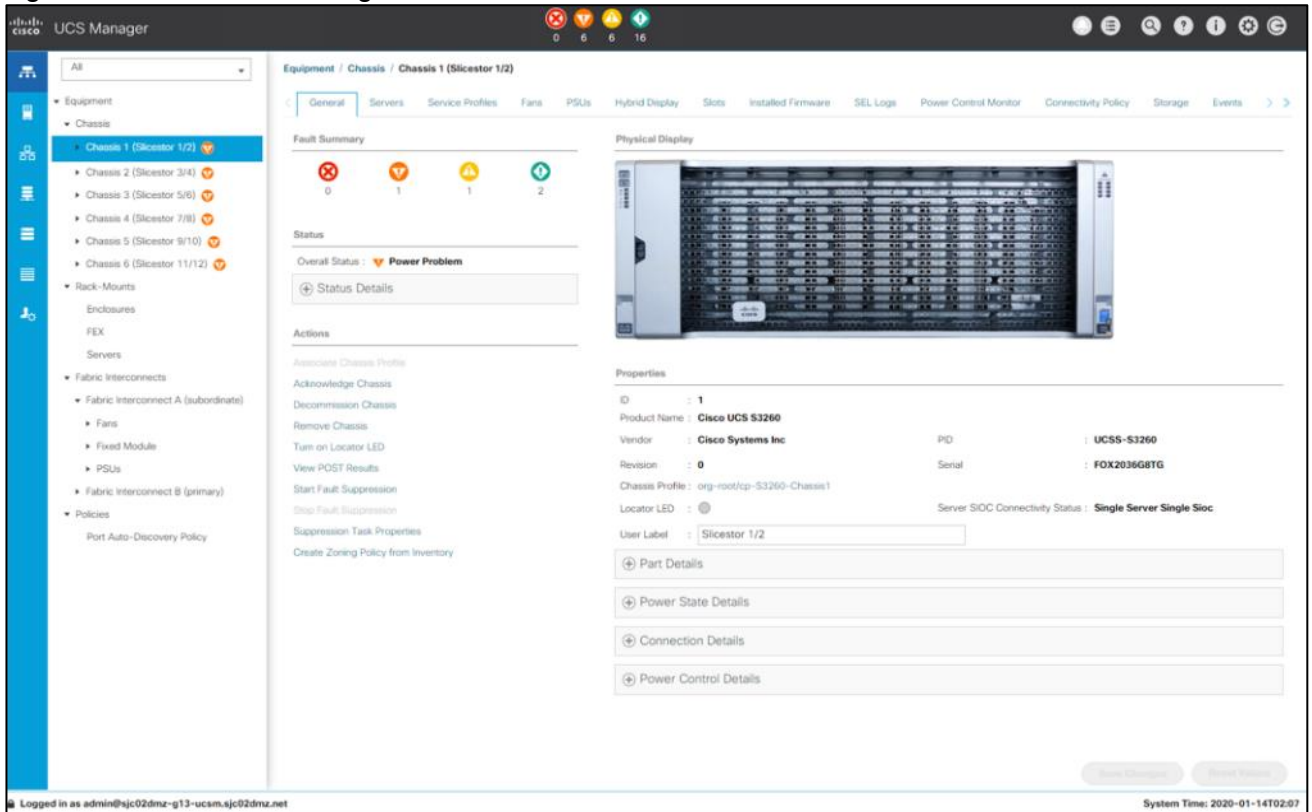 cisco UCS Manager
0 6 6 16
All
Equipment
Chassis
Chassis 1 (Slicestor 1/2)
Chassis 2 (Slicestor 3/4)
Chassis 3 (Slicestor 5/6)
Chassis 4 (Slicestor 7/8)
Chassis 5 (Slicestor 9/10)
Chassis 6 (Slicestor 11/12)
Rack-Mounts
Enclosures
FEX
Servers
Fabric Interconnects
Fabric Interconnect A (subordinate)
Fans
Fixed Module
PSUs
Fabric Interconnect B (primary)
Policies
Port Auto-Discovery Policy
Equipment / Chassis / Chassis 1 (Slicestor 1/2)
General Servers Service Profiles Fans PSUs Hybrid Display Slots Installed Firmware SEL Logs Power Control Monitor Connectivity Policy Storage Events
Fault Summary
0 1 1 2
Status
Overall Status : Power Problem
Status Details
Actions
Associate Chassis Profile
Acknowledge Chassis
Decommission Chassis
Remove Chassis
Turn on Locator LED
View POST Results
Start Fault Suppression
Stop Fault Suppression
Suppression Task Properties
Create Zoning Policy from Inventory
Physical Display
Properties
ID : 1
Product Name : Cisco UCS S3260
Vendor : Cisco Systems Inc PID : UCSS-S3260
Revision : 0 Serial : FOX2036G8TG
Chassis Profile : org-root/cp-S3260-Chassis1
Locator LED : Server SIOC Connectivity Status : Single Server Single Sioc
User Label : Slicestor 1/2
Part Details
Power State Details
Connection Details
Power Control Details
Save Changes Reset Values
Logged in as admin@sjc02dmz-g13-ucsm.sjc02dmz.net System Time: 2020-01-14T02:07